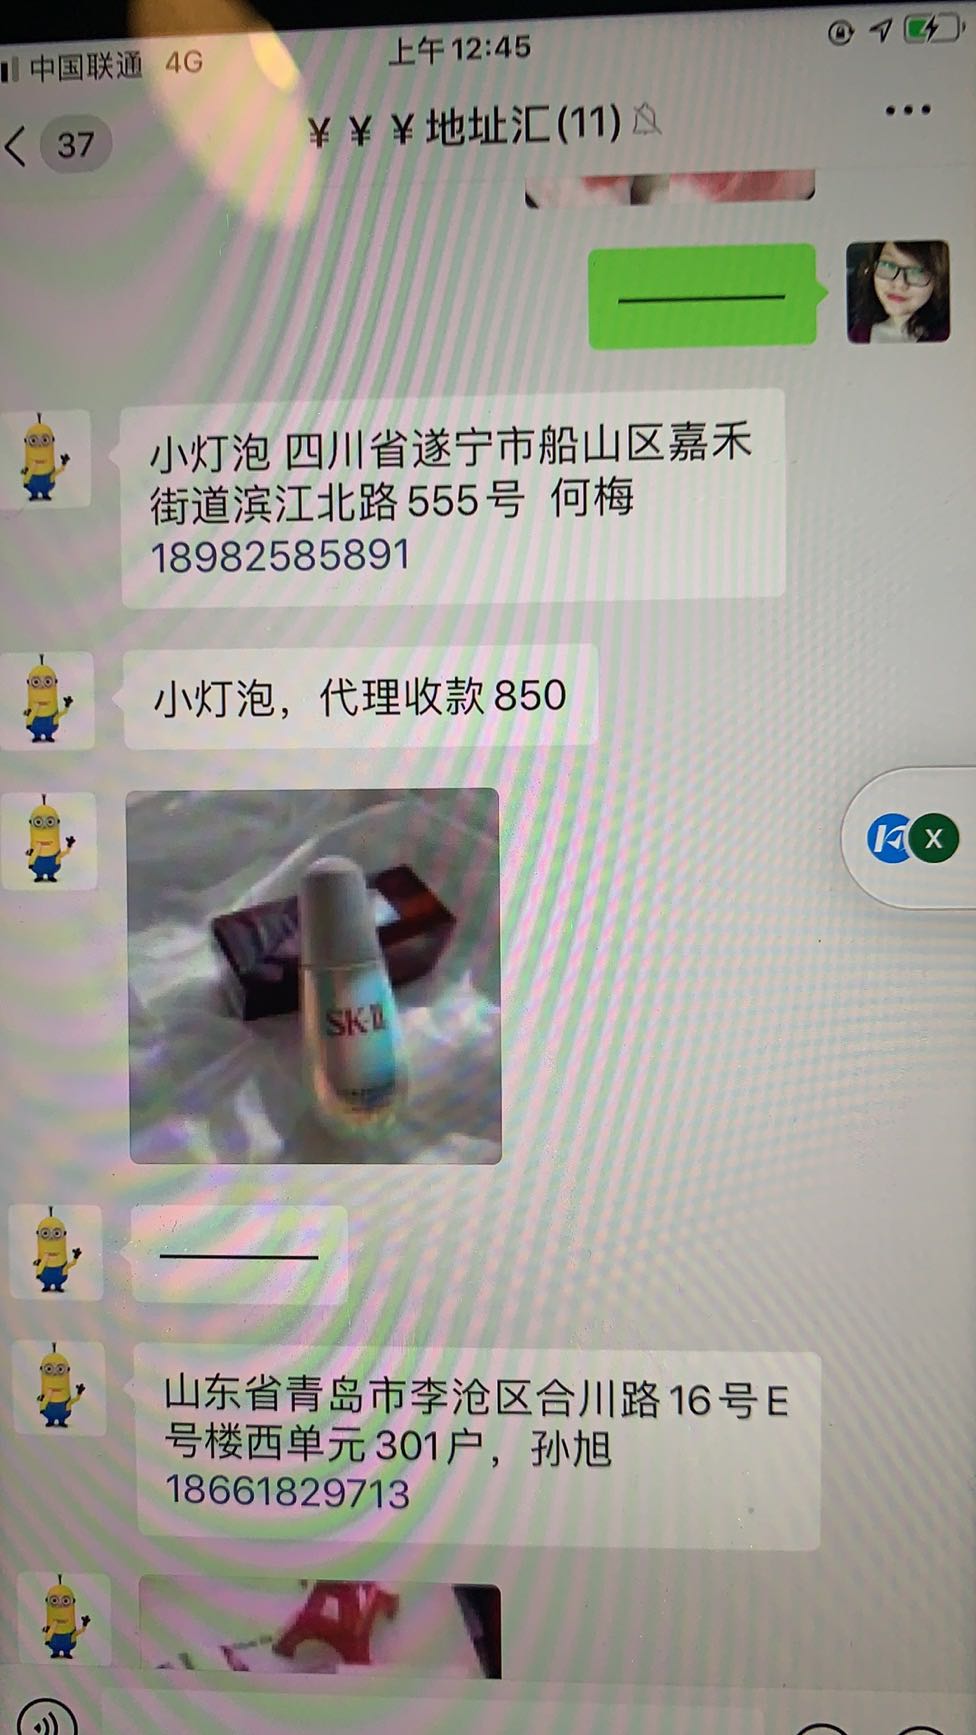 中国联通 4G
上午12:45
37
¥ ¥ ¥地址汇(11)
小灯泡 四川省遂宁市船山区嘉禾
街道滨江北路555号 何梅
18982585891
小灯泡，代理收款850
SK-II
山东省青岛市李沧区合川路16号E
号楼西单元301户，孙旭
18661829713